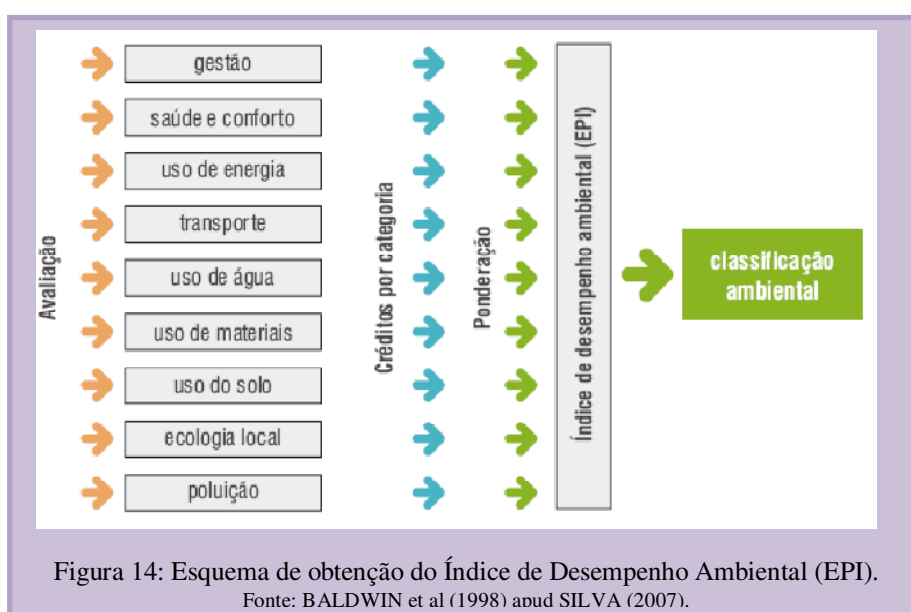 Avaliação
gestão
saúde e conforto
uso de energia
transporte
uso de água
uso de materiais
uso do solo
ecologia local
poluição
Créditos por categoria
Ponderação
Índice de desempenho ambiental (EPI)
classificação
ambiental
Figura 14: Esquema de obtenção do Índice de Desempenho Ambiental (EPI).
Fonte: BALDWIN et al (1998) apud SILVA (2007).